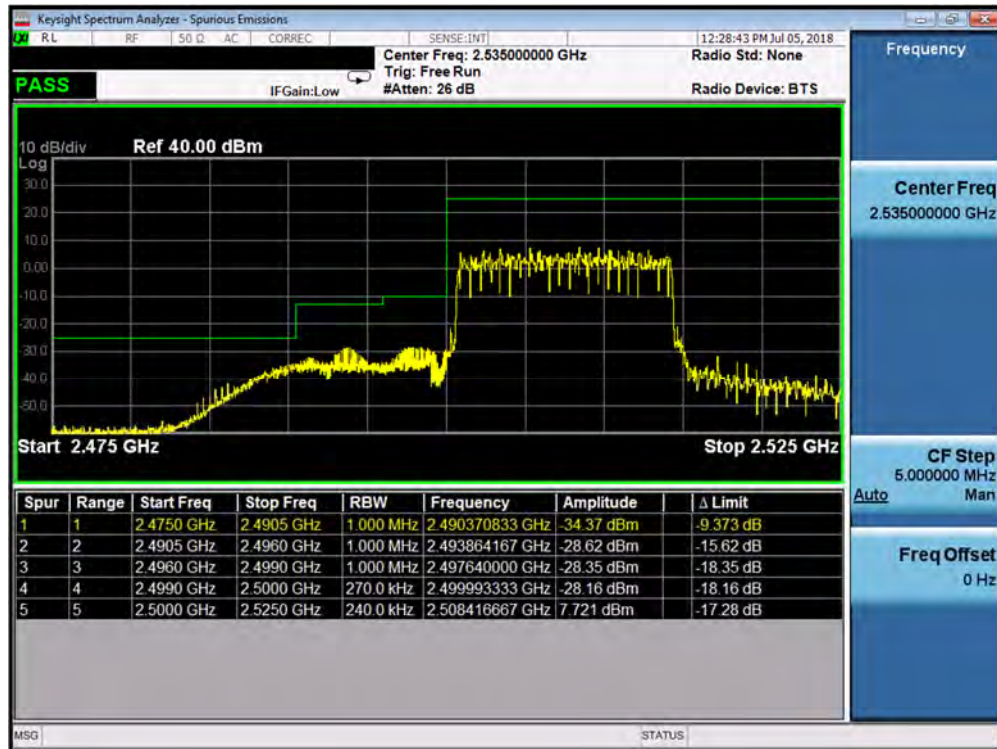 Keysight Spectrum Analyzer - Spurious Emissions
LXI RL RF 50 Ω AC CORREC SENSE:INT 12:28:43 PM Jul 05, 2018
Center Freq: 2.535000000 GHz Radio Std: None
Trig: Free Run
PASS IFGain:Low #Atten: 26 dB Radio Device: BTS
10 dB/div Ref 40.00 dBm
Log
30.0
20.0
10.0
0.00
-10.0
-20.0
-30.0
-40.0
-50.0
Start 2.475 GHz Stop 2.525 GHz
Spur Range Start Freq Stop Freq RBW Frequency Amplitude Δ Limit
1 1 2.4750 GHz 2.4905 GHz 1.000 MHz 2.490370833 GHz -34.37 dBm -9.373 dB
2 2 2.4905 GHz 2.4960 GHz 1.000 MHz 2.493864167 GHz -28.62 dBm -15.62 dB
3 3 2.4960 GHz 2.4990 GHz 1.000 MHz 2.497640000 GHz -28.35 dBm -18.35 dB
4 4 2.4990 GHz 2.5000 GHz 270.0 kHz 2.499993333 GHz -28.16 dBm -18.16 dB
5 5 2.5000 GHz 2.5250 GHz 240.0 kHz 2.508416667 GHz 7.721 dBm -17.28 dB
MSG STATUS
Frequency
Center Freq
2.535000000 GHz
CF Step
5.000000 MHz
Auto Man
Freq Offset
0 Hz